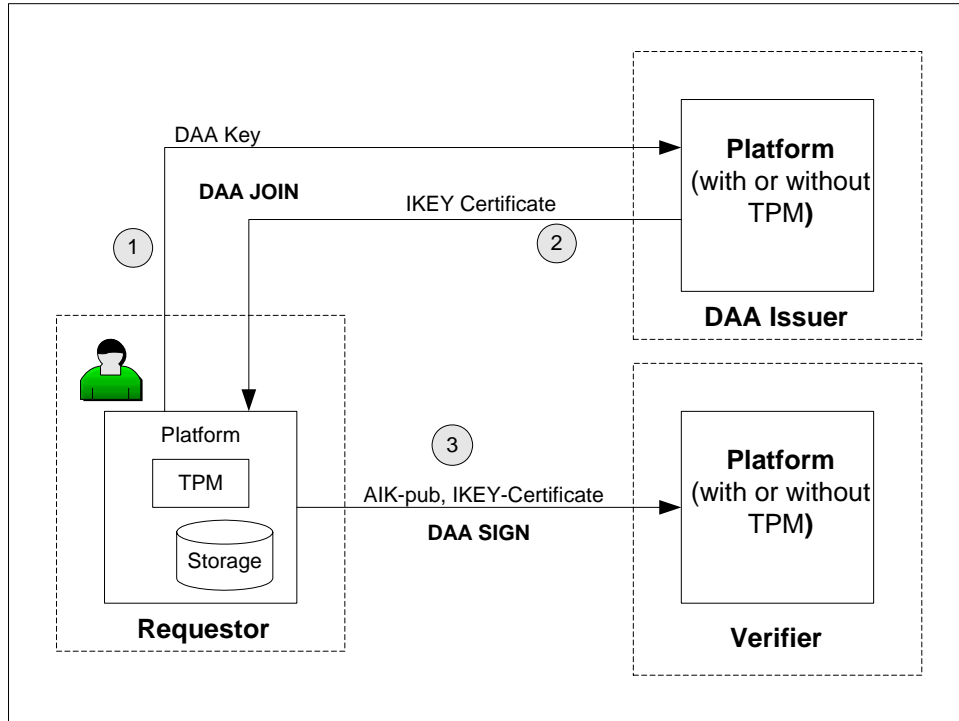 DAA Key
DAA JOIN
IKEY Certificate
1
2
Platform
(with or without
TPM)
DAA Issuer
Platform
TPM
Storage
Requestor
3
AIK-pub, IKEY-Certificate
DAA SIGN
Platform
(with or without
TPM)
Verifier